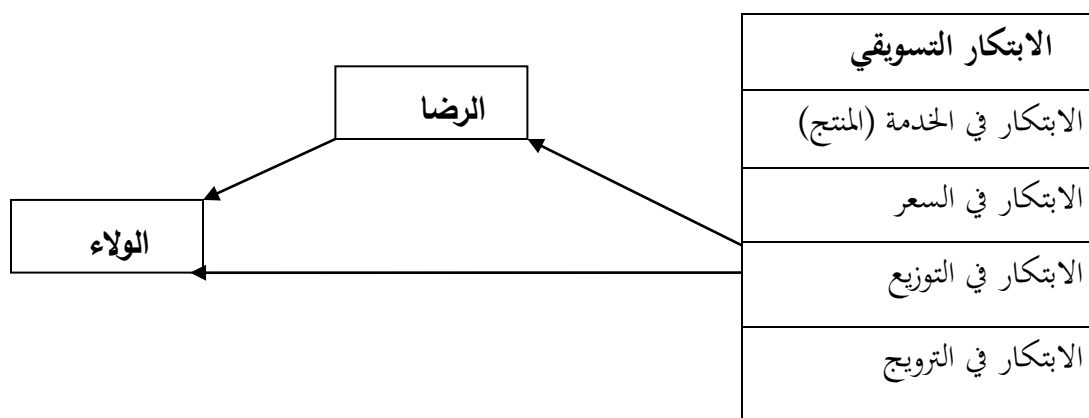 الابتكار التسويقي
الابتكار في الخدمة (المنتج)
الابتكار في السعر
الابتكار في التوزيع
الابتكار في الترويج
الرضا
الولاء